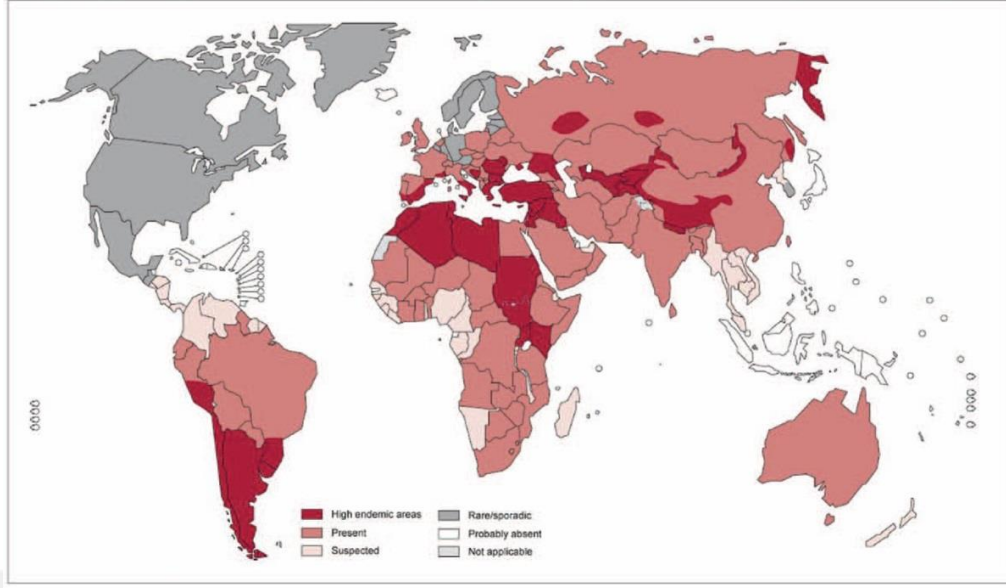 High endemic areas
Present
Suspected
Rare/sporadic
Probably absent
Not applicable